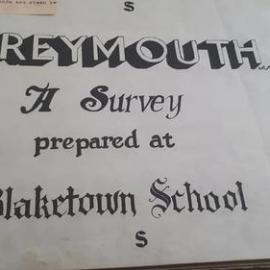 S
REYMOUTH
A Survey
prepared at
Blaketown School
S